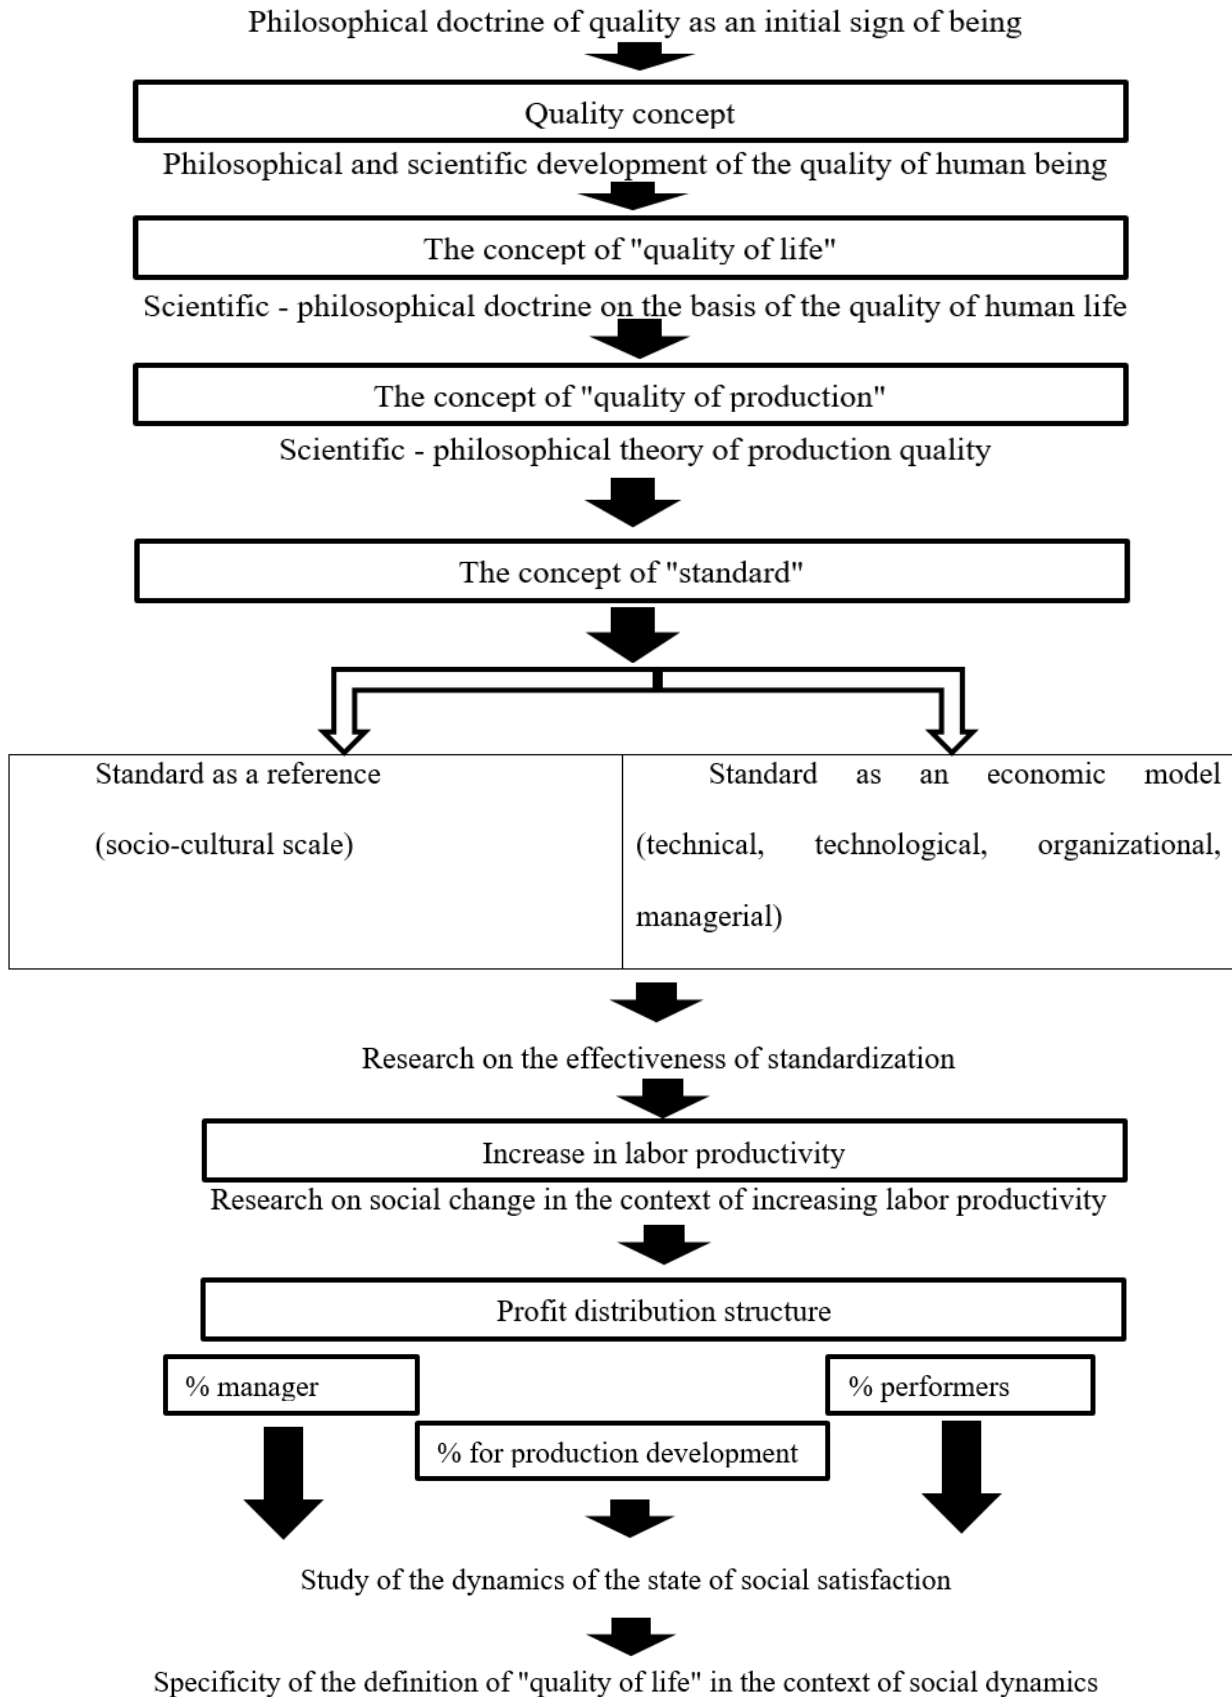 Philosophical doctrine of quality as an initial sign of being
Quality concept
Philosophical and scientific development of the quality of human being
The concept of "quality of life"
Scientific - philosophical doctrine on the basis of the quality of human life
The concept of "quality of production"
Scientific - philosophical theory of production quality
The concept of "standard"
Standard as a reference
(socio-cultural scale)
Standard as an economic model
(technical, technological, organizational,
managerial)
Research on the effectiveness of standardization
Increase in labor productivity
Research on social change in the context of increasing labor productivity
Profit distribution structure
% manager
% performers
% for production development
Study of the dynamics of the state of social satisfaction
Specificity of the definition of "quality of life" in the context of social dynamics